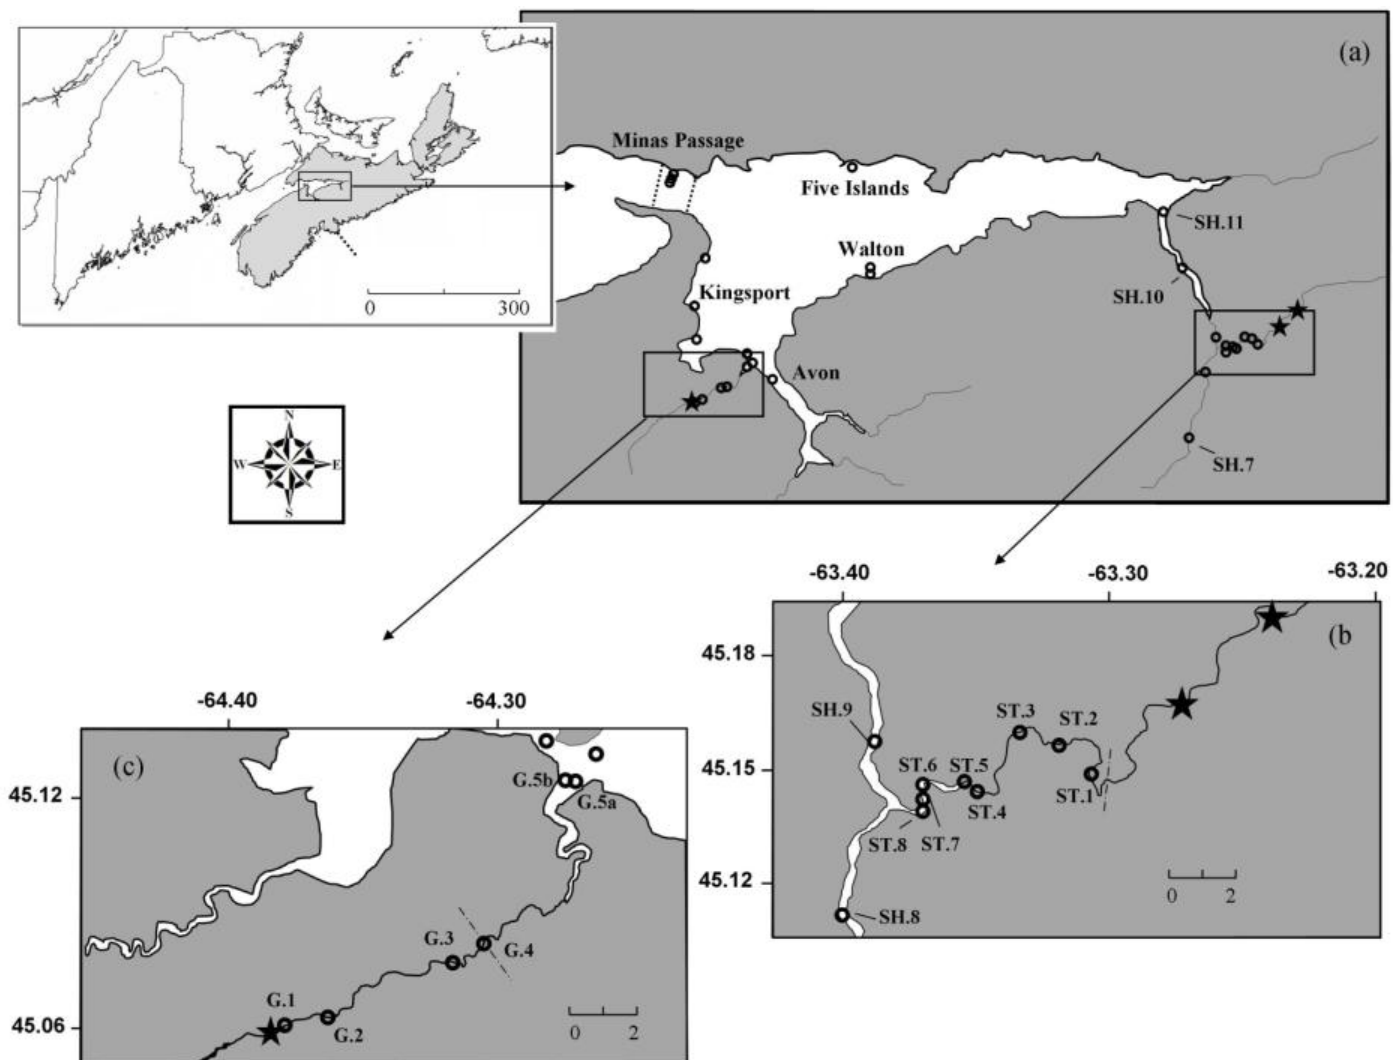 (a)
Minas Passage
Five Islands
SH.11
Walton
SH.10
Kingsport
0 300
Avon
SH.7
N
W E
S
-63.40 -63.30 -63.20
(b)
45.18
SH.9 ST.3 ST.2
45.15 ST.6 ST.5 ST.1
ST.4
ST.8 ST.7
45.12
0 2
SH.8
-64.40 -64.30
(c)
G.5b
45.12 G.5a
G.3 G.4
G.1
45.06 G.2
0 2